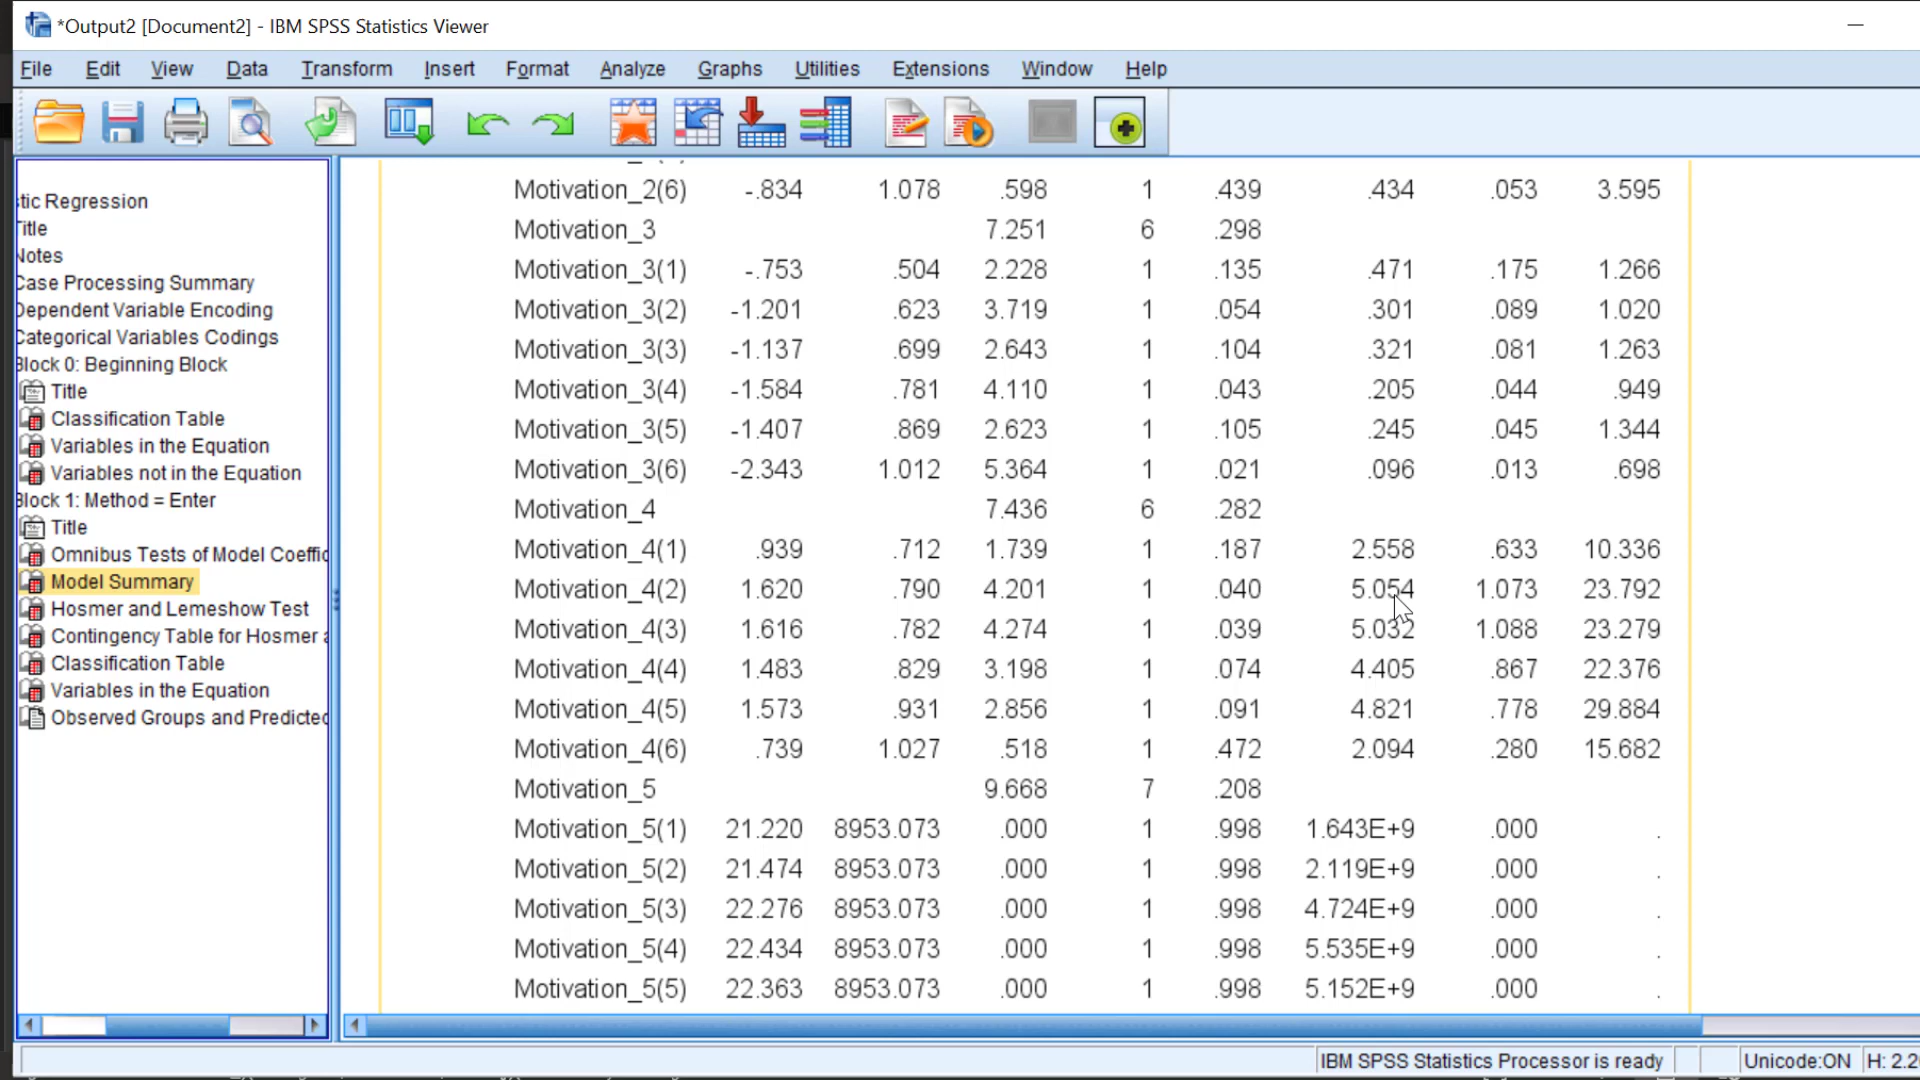 *Output2 [Document2] - IBM SPSS Statistics Viewer
File Edit View Data Transform Insert Format Analyze Graphs Utilities Extensions Window Help
tic Regression
Title
Notes
Case Processing Summary
Dependent Variable Encoding
Categorical Variables Codings
Block 0: Beginning Block
Title
Classification Table
Variables in the Equation
Variables not in the Equation
Block 1: Method = Enter
Title
Omnibus Tests of Model Coeffic
Model Summary
Hosmer and Lemeshow Test
Contingency Table for Hosmer a
Classification Table
Variables in the Equation
Observed Groups and Predicted
Motivation_2(6) -.834 1.078 .598 1 .439 .434 .053 3.595
Motivation_3 7.251 6 .298
Motivation_3(1) -.753 .504 2.228 1 .135 .471 .175 1.266
Motivation_3(2) -1.201 .623 3.719 1 .054 .301 .089 1.020
Motivation_3(3) -1.137 .699 2.643 1 .104 .321 .081 1.263
Motivation_3(4) -1.584 .781 4.110 1 .043 .205 .044 .949
Motivation_3(5) -1.407 .869 2.623 1 .105 .245 .045 1.344
Motivation_3(6) -2.343 1.012 5.364 1 .021 .096 .013 .698
Motivation_4 7.436 6 .282
Motivation_4(1) .939 .712 1.739 1 .187 2.558 .633 10.336
Motivation_4(2) 1.620 .790 4.201 1 .040 5.054 1.073 23.792
Motivation_4(3) 1.616 .782 4.274 1 .039 5.032 1.088 23.279
Motivation_4(4) 1.483 .829 3.198 1 .074 4.405 .867 22.376
Motivation_4(5) 1.573 .931 2.856 1 .091 4.821 .778 29.884
Motivation_4(6) .739 1.027 .518 1 .472 2.094 .280 15.682
Motivation_5 9.668 7 .208
Motivation_5(1) 21.220 8953.073 .000 1 .998 1.643E+9 .000 .
Motivation_5(2) 21.474 8953.073 .000 1 .998 2.119E+9 .000 .
Motivation_5(3) 22.276 8953.073 .000 1 .998 4.724E+9 .000 .
Motivation_5(4) 22.434 8953.073 .000 1 .998 5.535E+9 .000 .
Motivation_5(5) 22.363 8953.073 .000 1 .998 5.152E+9 .000 .
IBM SPSS Statistics Processor is ready Unicode:ON H: 2.2